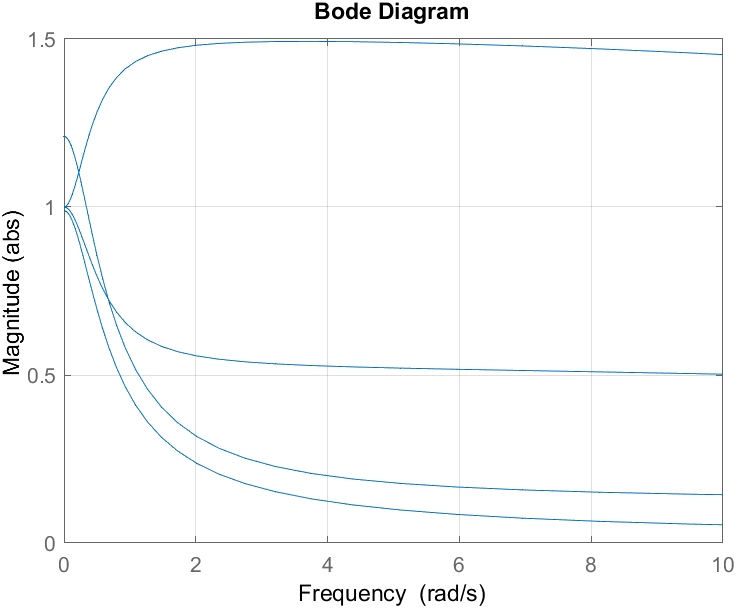 Bode Diagram
Magnitude (abs)
1.5
1
0.5
0
0 2 4 6 8 10
Frequency (rad/s)